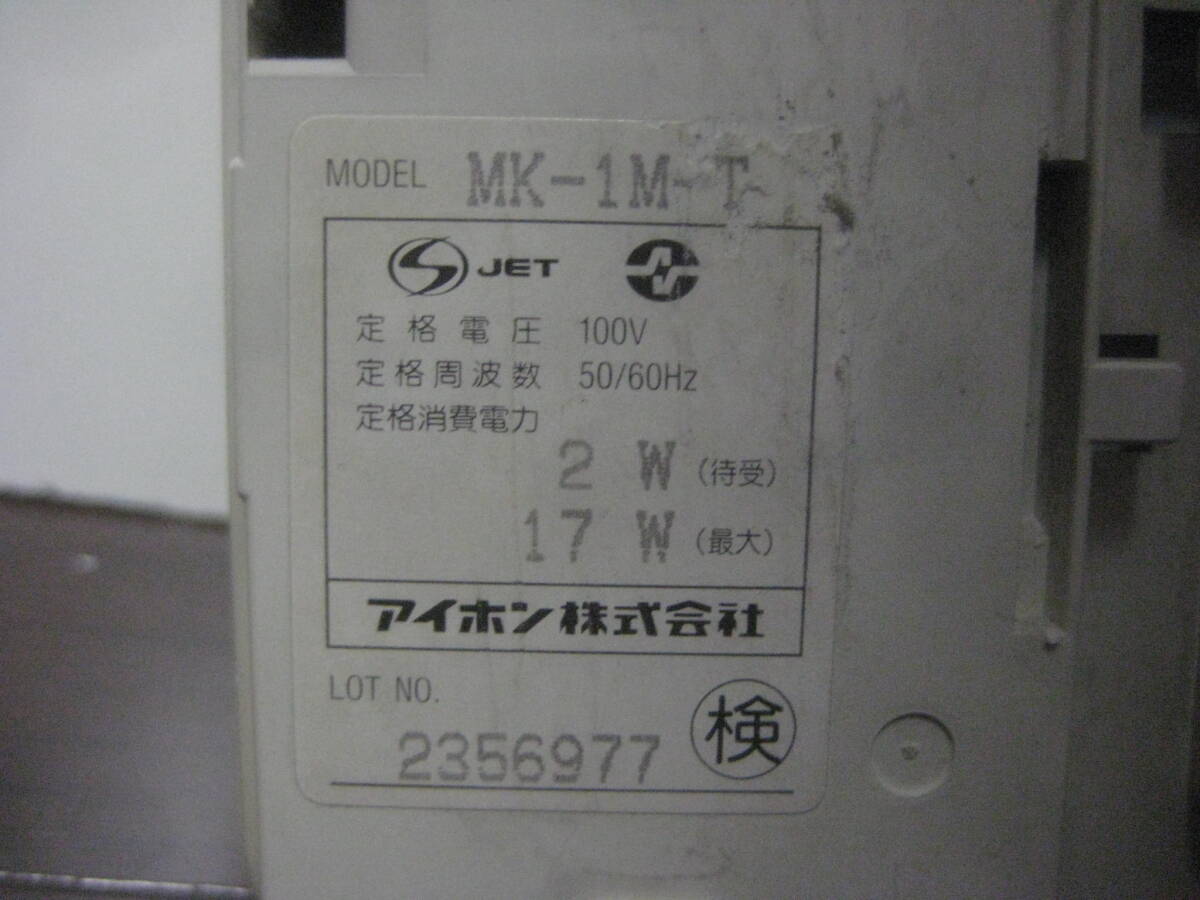 MODEL MK-1M-T
JET
定格電圧 100V
定格周波数 50/60Hz
定格消費電力
2 W (待受)
17 W (最大)
アイホン株式会社
LOT NO.
2356977 検